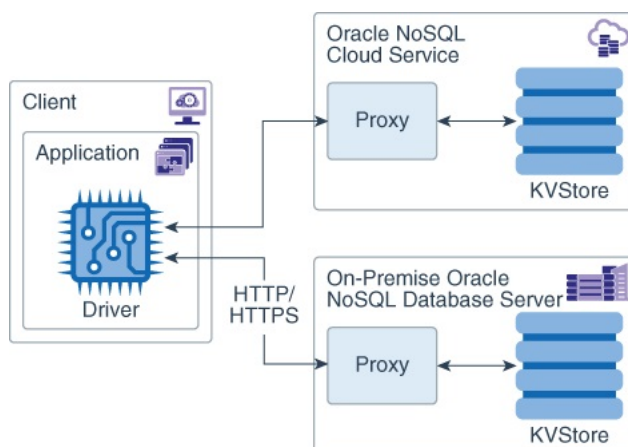 Client
Application
Driver
HTTP/
HTTPS
Oracle NoSQL
Cloud Service
Proxy
KVStore
On-Premise Oracle
NoSQL Database Server
Proxy
KVStore